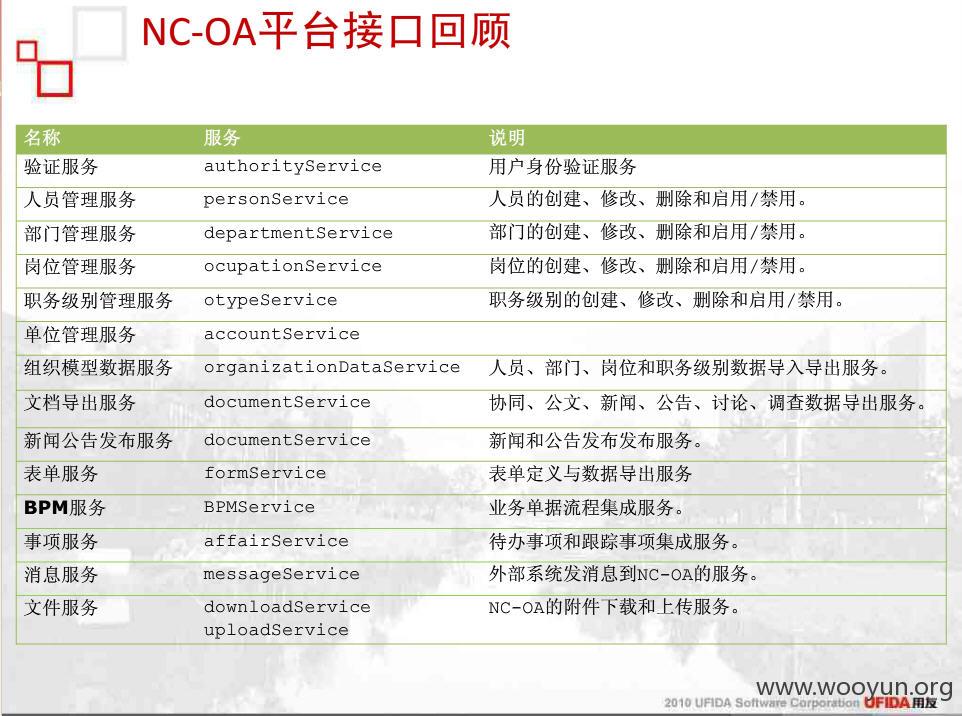 NC-OA平台接口回顾
名称 服务 说明
验证服务 authorityService 用户身份验证服务
人员管理服务 personService 人员的创建、修改、删除和启用/禁用。
部门管理服务 departmentService 部门的创建、修改、删除和启用/禁用。
岗位管理服务 ocupationService 岗位的创建、修改、删除和启用/禁用。
职务级别管理服务 otypeService 职务级别的创建、修改、删除和启用/禁用。
单位管理服务 accountService
组织模型数据服务 organizationDataService 人员、部门、岗位和职务级别数据导入导出服务。
文档导出服务 documentService 协同、公文、新闻、公告、讨论、调查数据导出服务。
新闻公告发布服务 documentService 新闻和公告发布发布服务。
表单服务 formService 表单定义与数据导出服务
BPM服务 BPMService 业务单据流程集成服务。
事项服务 affairService 待办事项和跟踪事项集成服务。
消息服务 messageService 外部系统发消息到NC-OA的服务。
文件服务 downloadService NC-OA的附件下载和上传服务。
uploadService
www.wooyun.org
2010 UFIDA Software Corporation UFIDA用友